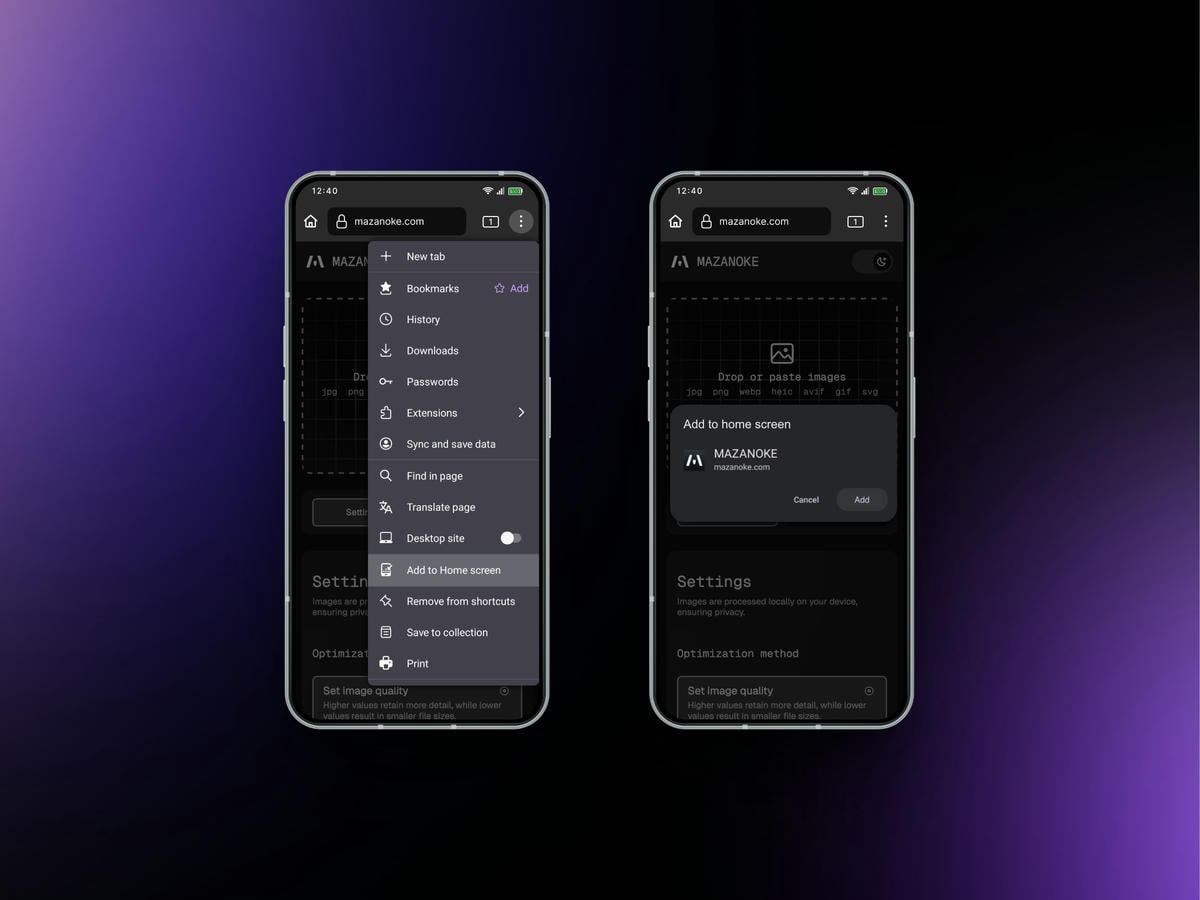 12:40
mazanoke.com
1
MAZAN
New tab
Bookmarks
Add
History
Downloads
Passwords
Extensions
Sync and save data
Find in page
Translate page
Desktop site
Add to Home screen
Remove from shortcuts
Save to collection
Print
Dro
jpg png
Settin
Settin
Images are pr
ensuring priva
Optimizat
Set image quality
Higher values retain more detail, while lower
values result in smaller file sizes.
12:40
mazanoke.com
1
MAZANOKE
Drop or paste images
jpg png webp heic avif gif svg
Add to home screen
MAZANOKE
mazanoke.com
Cancel
Add
Settings
Images are processed locally on your device,
ensuring privacy.
Optimization method
Set image quality
Higher values retain more detail, while lower
values result in smaller file sizes.